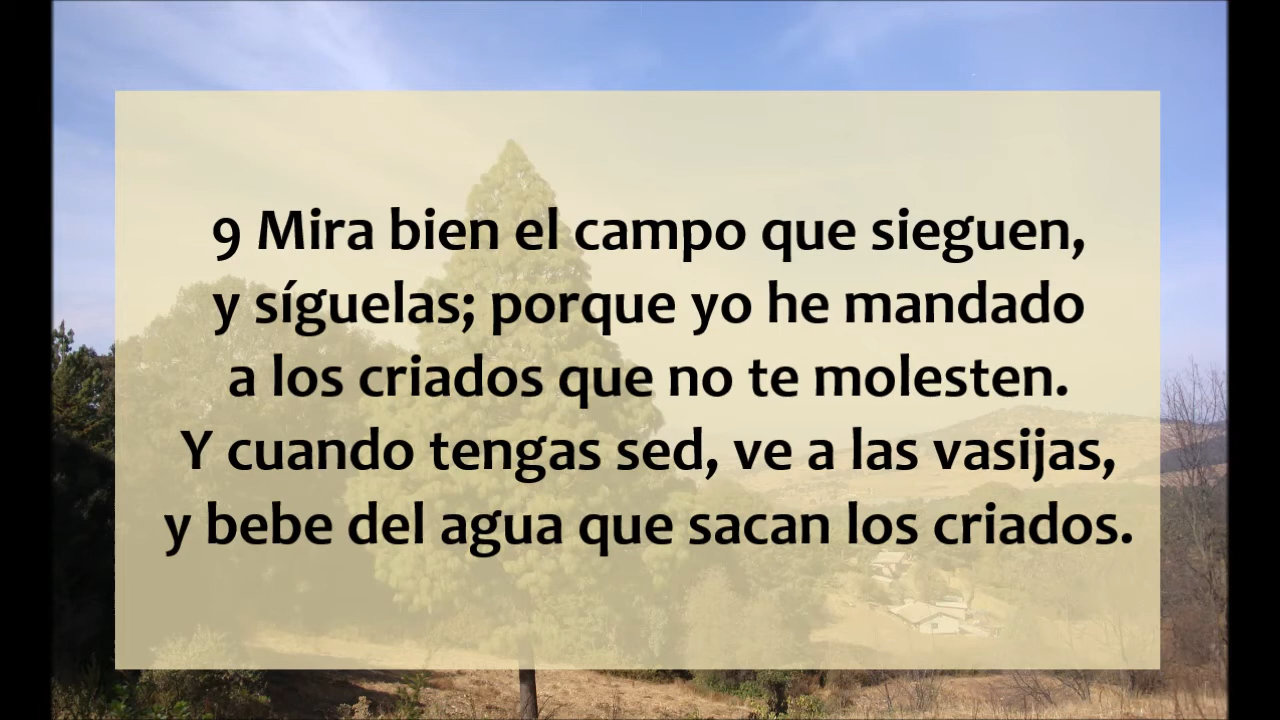 9 Mira bien el campo que sieguen,
y síguelas; porque yo he mandado
a los criados que no te molesten.
Y cuando tengas sed, ve a las vasijas,
y bebe del agua que sacan los criados.